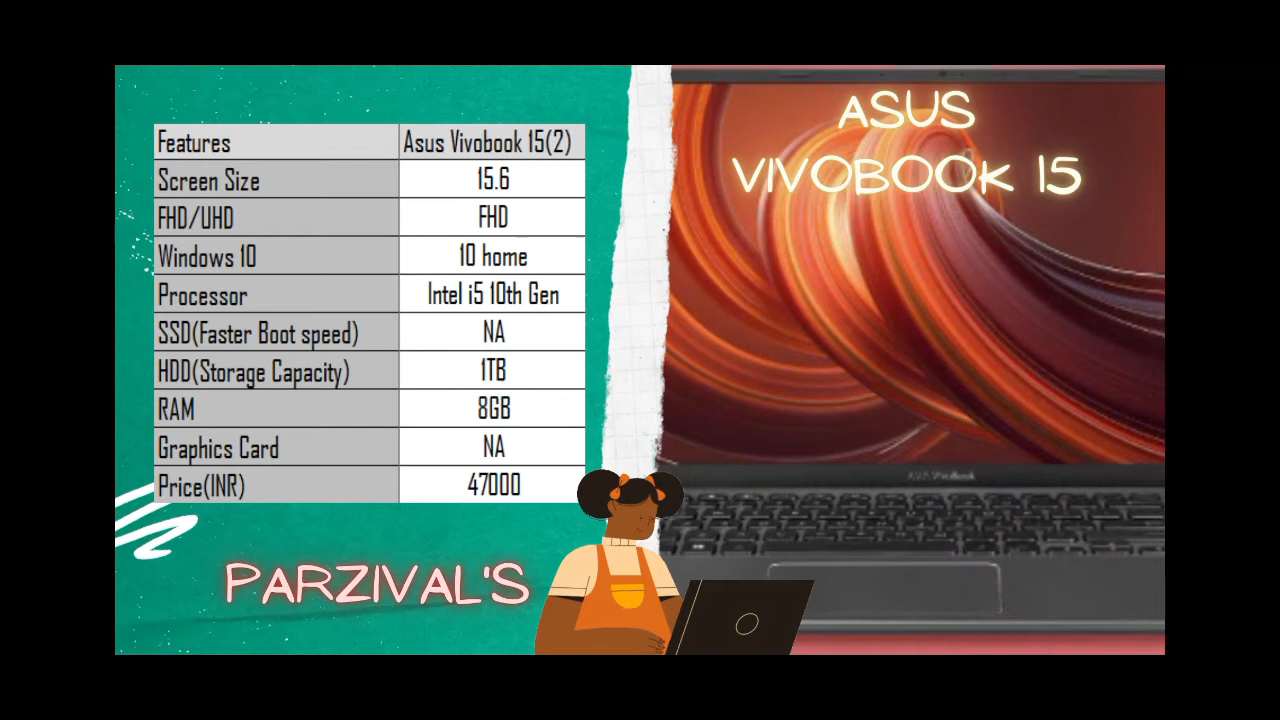 Features Asus Vivobook 15(2)
Screen Size 15.6
FHD/UHD FHD
Windows 10 10 home
Processor Intel i5 10th Gen
SSD(Faster Boot speed) NA
HDD(Storage Capacity) 1TB
RAM 8GB
Graphics Card NA
Price(INR) 47000
PARZIVAL'S
ASUS
VIVOBOOK 15
ASUS VivoBook